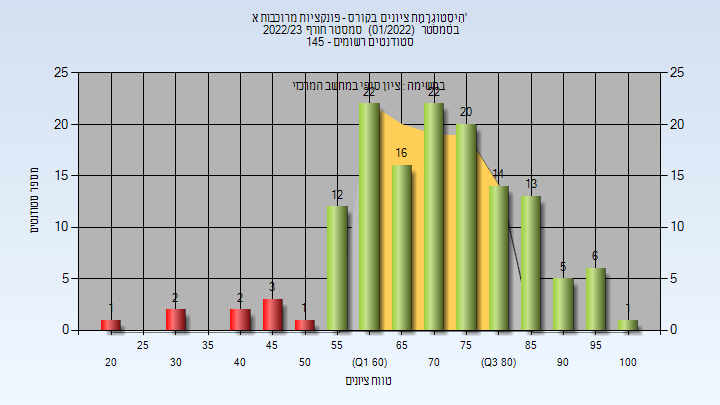 היסטוגרמת ציונים בקורס - פונקציות מרוכבות א'
בסמסטר (01/2022) סמסטר חורף 2022/23
סטודנטים רשומים - 145
במשימה : ציון סופי במחשב המרכזי
מספר סטודנטים
25 25
20 20
15 15
10 10
5 5
0 0
1 2 2 3 1 12 22 16 22 20 14 13 5 6 1
25 35 45 55 65 75 85 95
20 30 40 50 (Q1 60) 70 (Q3 80) 90 100
טווח ציונים